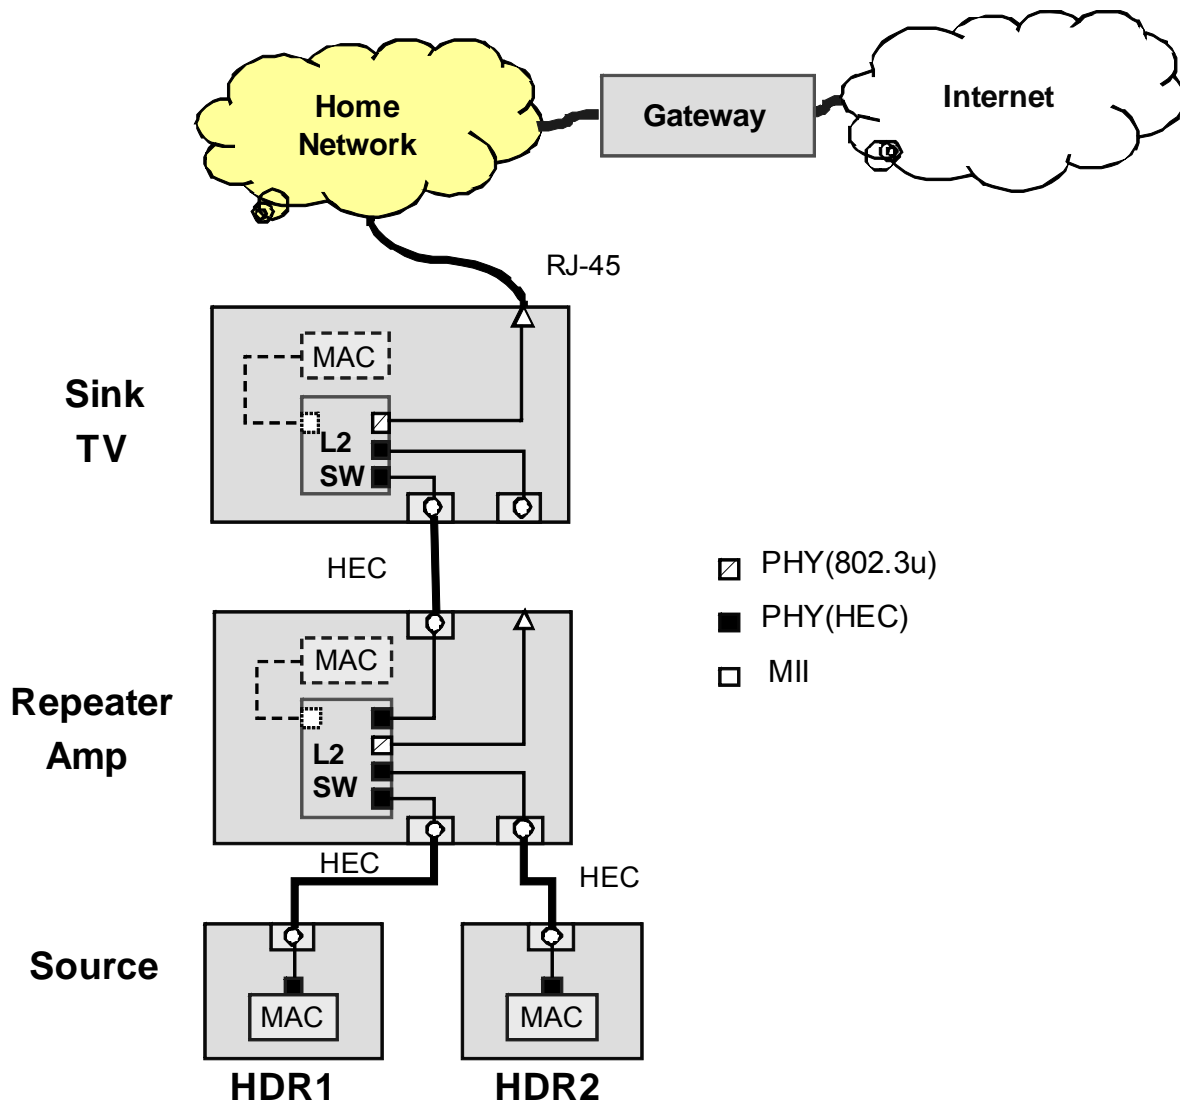 Home
Network
Gateway
Internet
RJ-45
MAC
Sink
TV
L2
SW
HEC
PHY(802.3u)
PHY(HEC)
MII
MAC
Repeater
Amp
L2
SW
HEC
HEC
Source
MAC
MAC
HDR1
HDR2